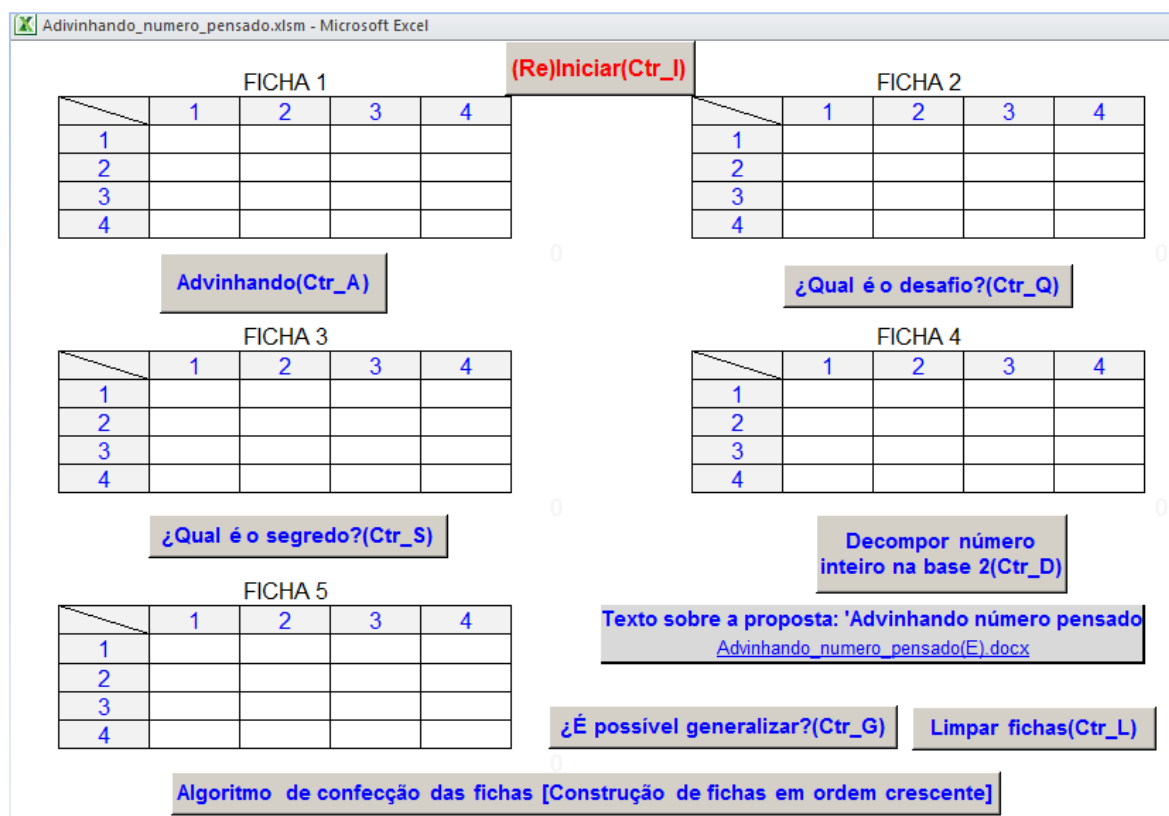 Adivinhando_numero_pensado.xlsm - Microsoft Excel
(Re)Iniciar(Ctr_I)
FICHA 1
1 2 3 4
1
2
3
4
0
FICHA 2
1 2 3 4
1
2
3
4
0
Advinhando(Ctr_A)
¿Qual é o desafio?(Ctr_Q)
FICHA 3
1 2 3 4
1
2
3
4
0
FICHA 4
1 2 3 4
1
2
3
4
0
¿Qual é o segredo?(Ctr_S)
Decompor número
inteiro na base 2(Ctr_D)
FICHA 5
1 2 3 4
1
2
3
4
0
Texto sobre a proposta: 'Advinhando número pensado
Advinhando_numero_pensado(E).docx
¿É possível generalizar?(Ctr_G)
Limpar fichas(Ctr_L)
Algoritmo de confecção das fichas [Construção de fichas em ordem crescente]